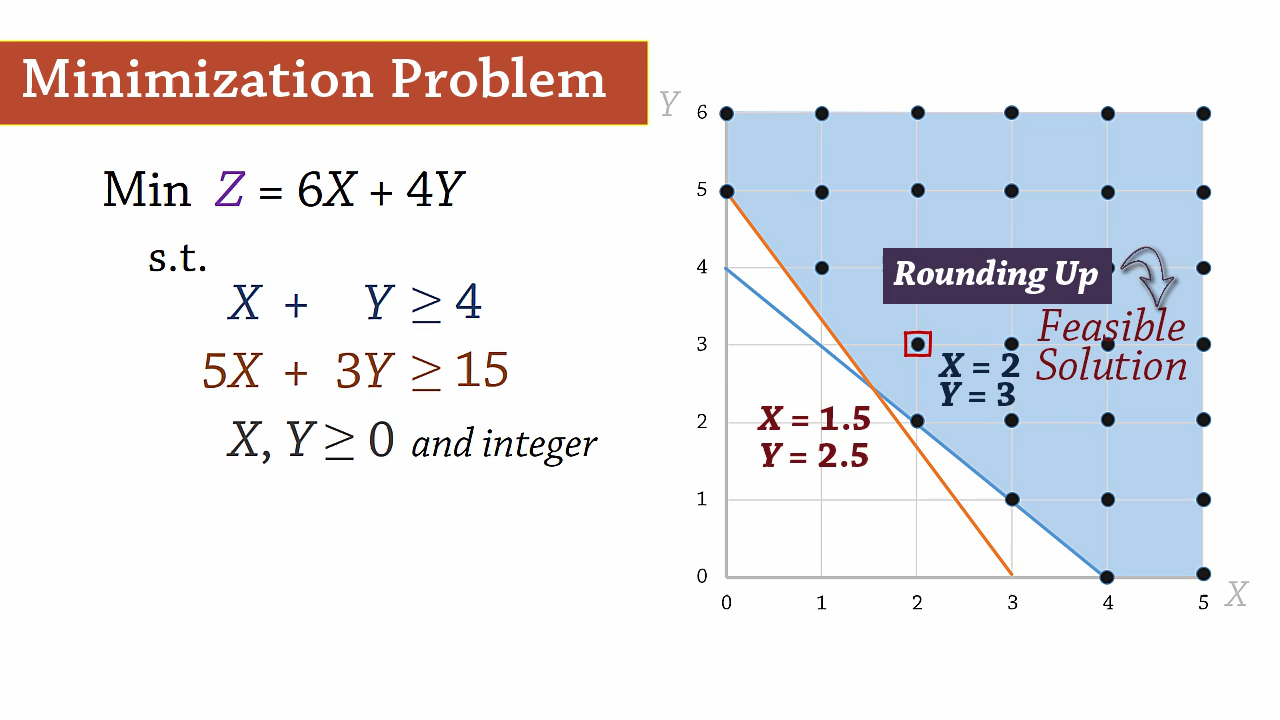 Minimization Problem
Min Z = 6X + 4Y
s.t.
X + Y ≥ 4
5X + 3Y ≥ 15
X, Y ≥ 0 and integer
Y
6
5
4
3
2
1
0
0 1 2 3 4 5
X
Rounding Up
Feasible
Solution
X = 2
Y = 3
X = 1.5
Y = 2.5